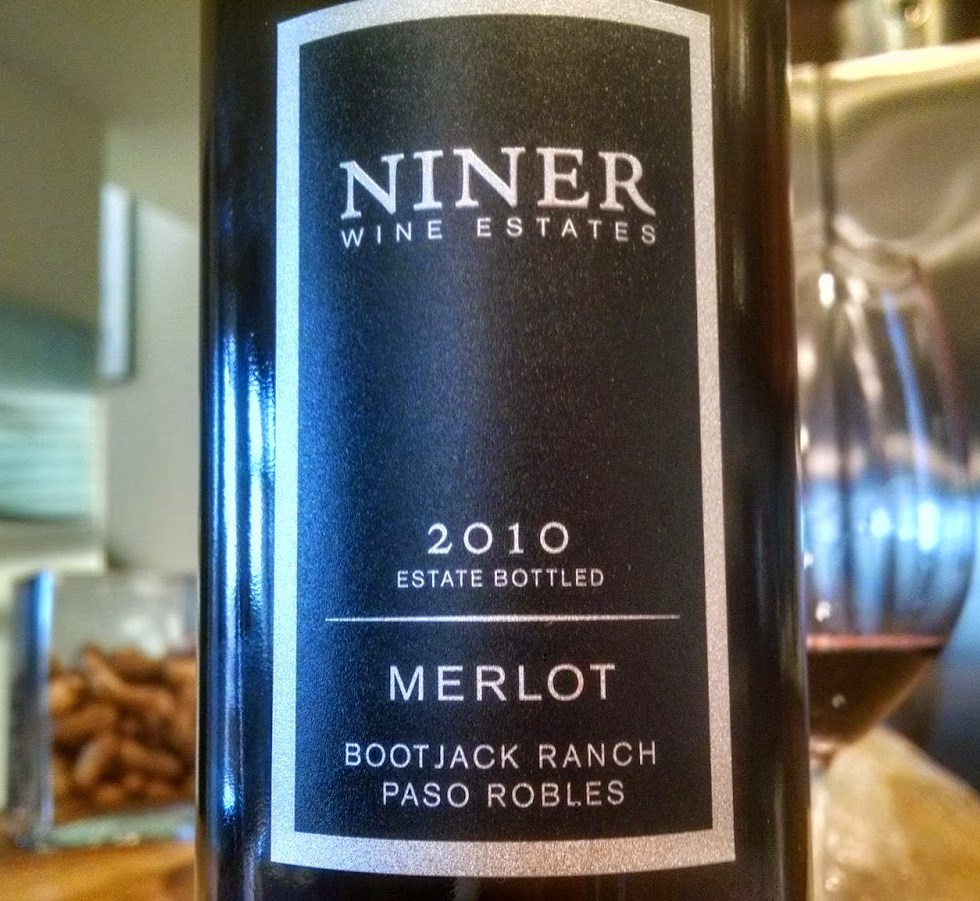 NINER
WINE ESTATES
2010
ESTATE BOTTLED
MERLOT
BOOTJACK RANCH
PASO ROBLES